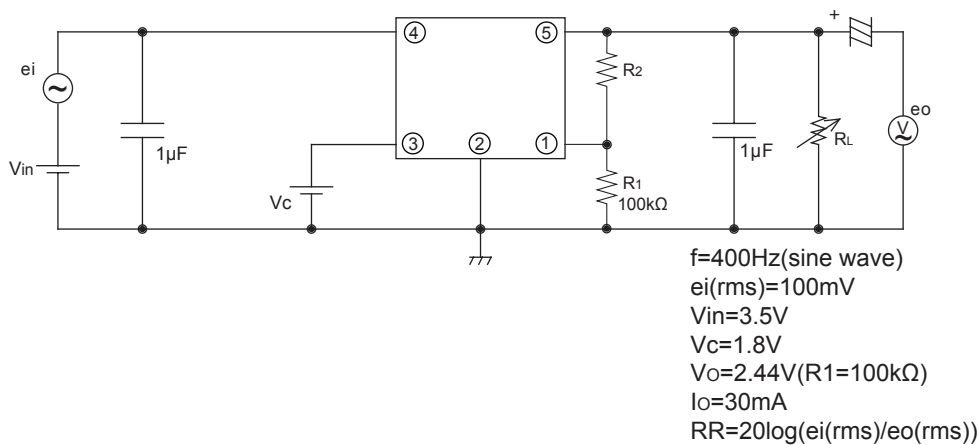 ④
⑤
+
ei
~
R2
eo
1μF
③
②
①
1μF
RL
V
~
Vin
Vc
R1
100kΩ
f=400Hz(sine wave)
ei(rms)=100mV
Vin=3.5V
Vc=1.8V
Vo=2.44V(R1=100kΩ)
Io=30mA
RR=20log(ei(rms)/eo(rms))